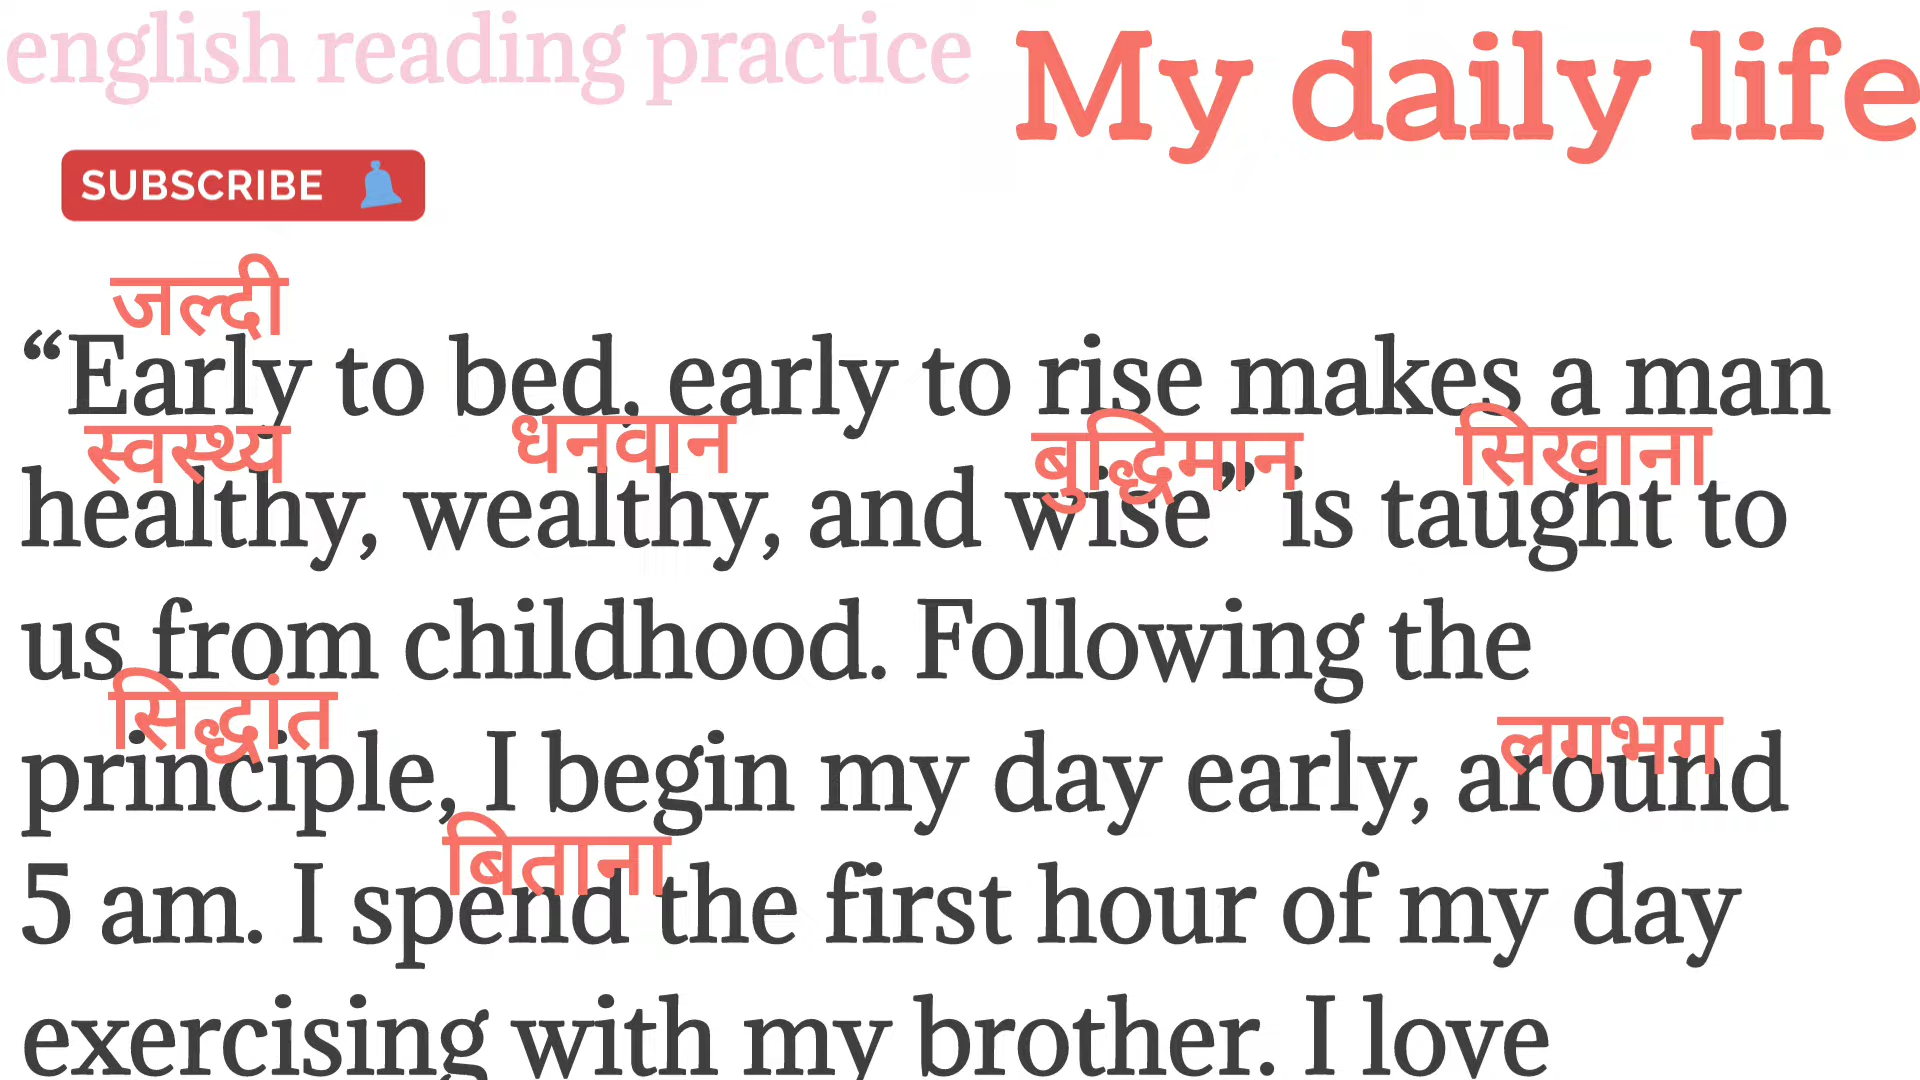 english reading practice
My daily life
SUBSCRIBE
जल्दी
“Early to bed, early to rise makes a man
स्वस्थ्य धनवान बुद्धिमान सिखाना
healthy, wealthy, and wise” is taught to
us from childhood. Following the
सिद्धांत लगभग
principle, I begin my day early, around
बिताना
5 am. I spend the first hour of my day
exercising with my brother. I love